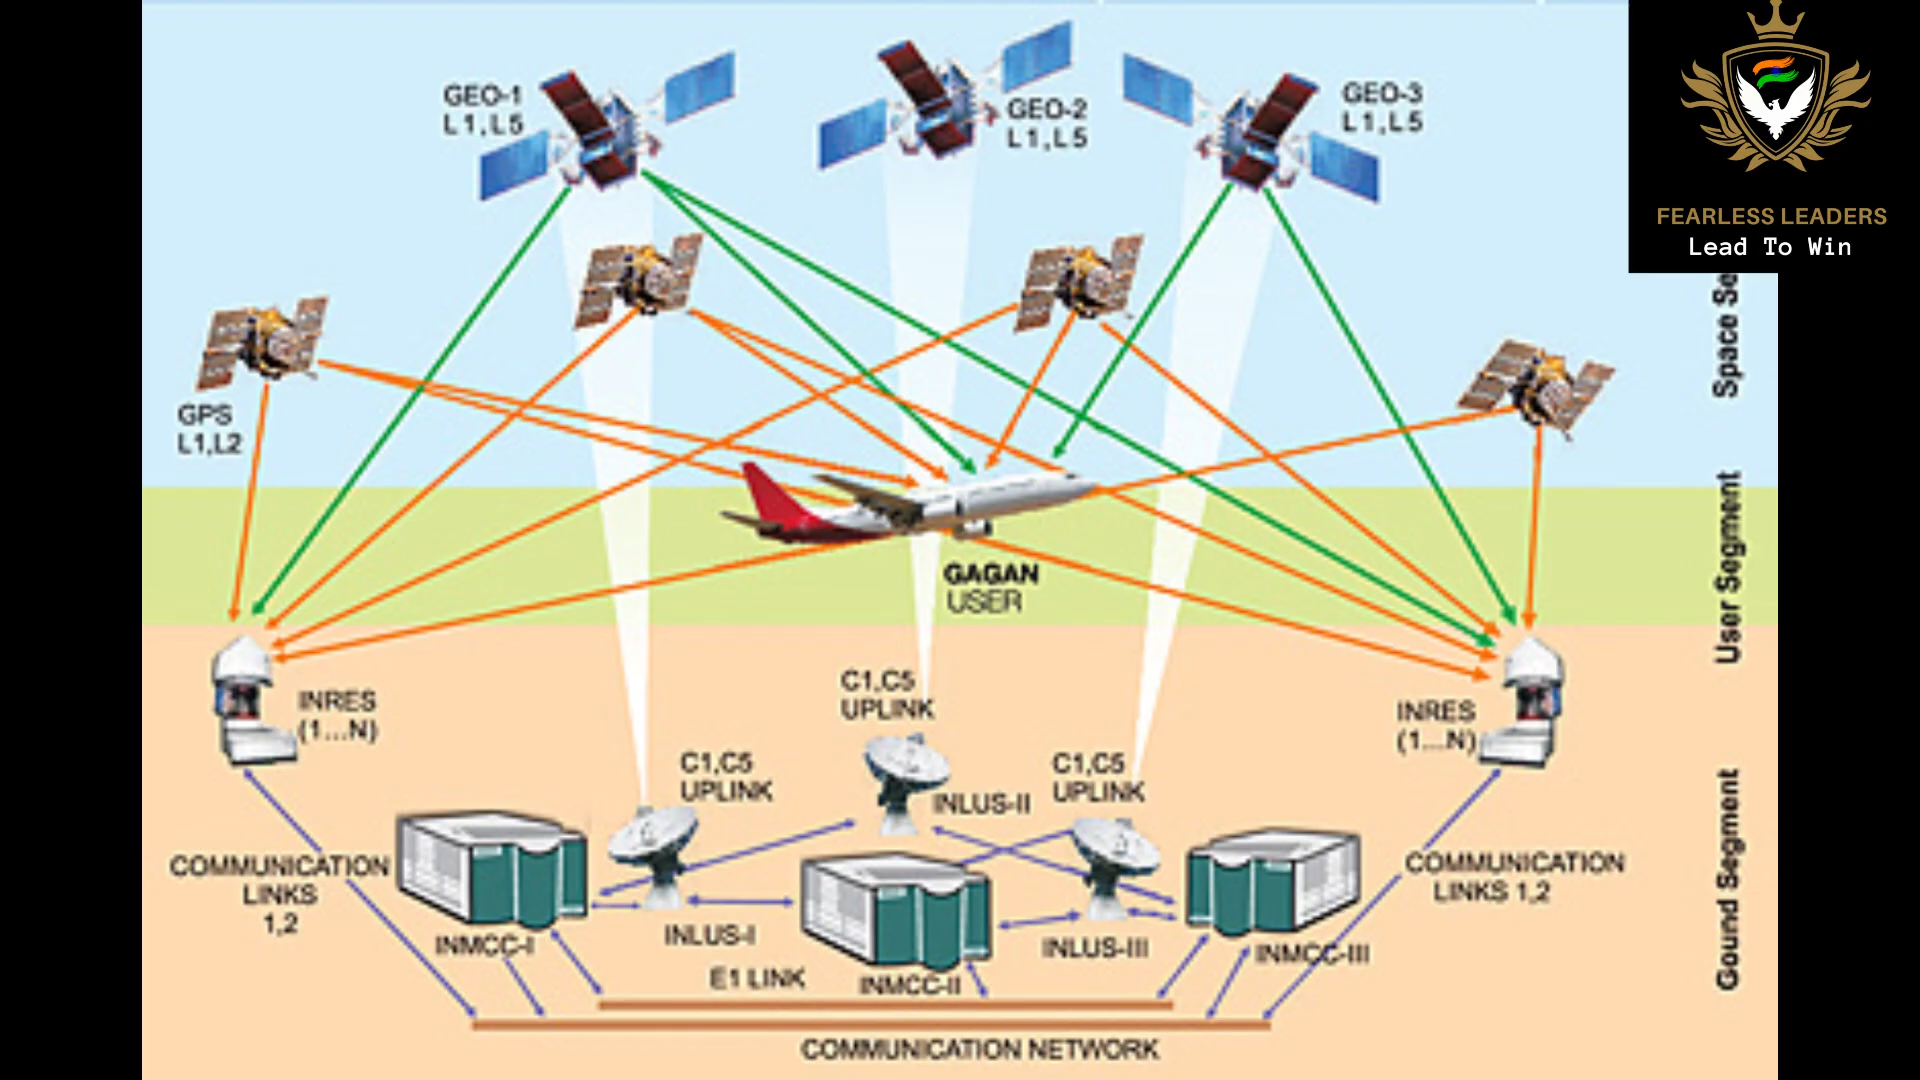 GEO-1
L1,L5
GEO-2
L1,L5
GEO-3
L1,L5
FEARLESS LEADERS
Lead To Win
Space Se
GPS
L1,L2
GAGAN
USER
User Segment
INRES
(1...N)
C1,C5
UPLINK
INRES
(1...N)
C1,C5
UPLINK
C1,C5
UPLINK
INLUS-II
COMMUNICATION
LINKS
1,2
COMMUNICATION
LINKS 1,2
Gound Segment
INMCC-I
INLUS-I
INLUS-III
INMCC-III
E1 LINK
INMCC-II
COMMUNICATION NETWORK